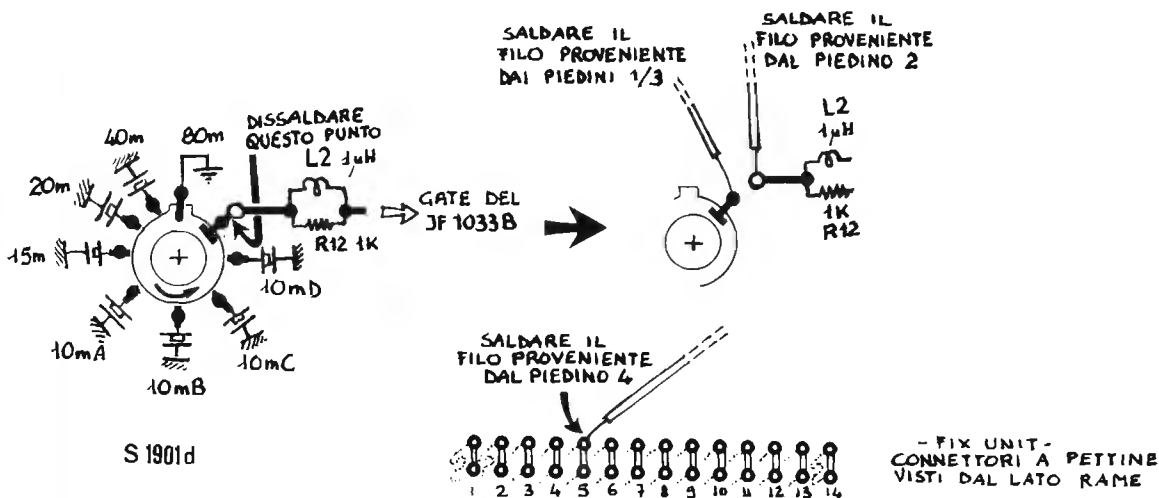 SALDARE IL
FILO PROVENIENTE
DAI PIEDINI 1/3
SALDARE IL
FILO PROVENIENTE
DAL PIEDINO 2
DISSALDARE
QUESTO PUNTO
40m
80m
20m
15m
10mA
10mB
10mC
10mD
L2 1µH
R12 1K
GATE DEL
JF 1033B
L2
1µH
1K
R12
SALDARE IL
FILO PROVENIENTE
DAL PIEDINO 4
S 1901d
1 2 3 4 5 6 7 8 9 10 11 12 13 14
- FIX UNIT -
CONNETTORI A PETTINE
VISTI DAL LATO RAME